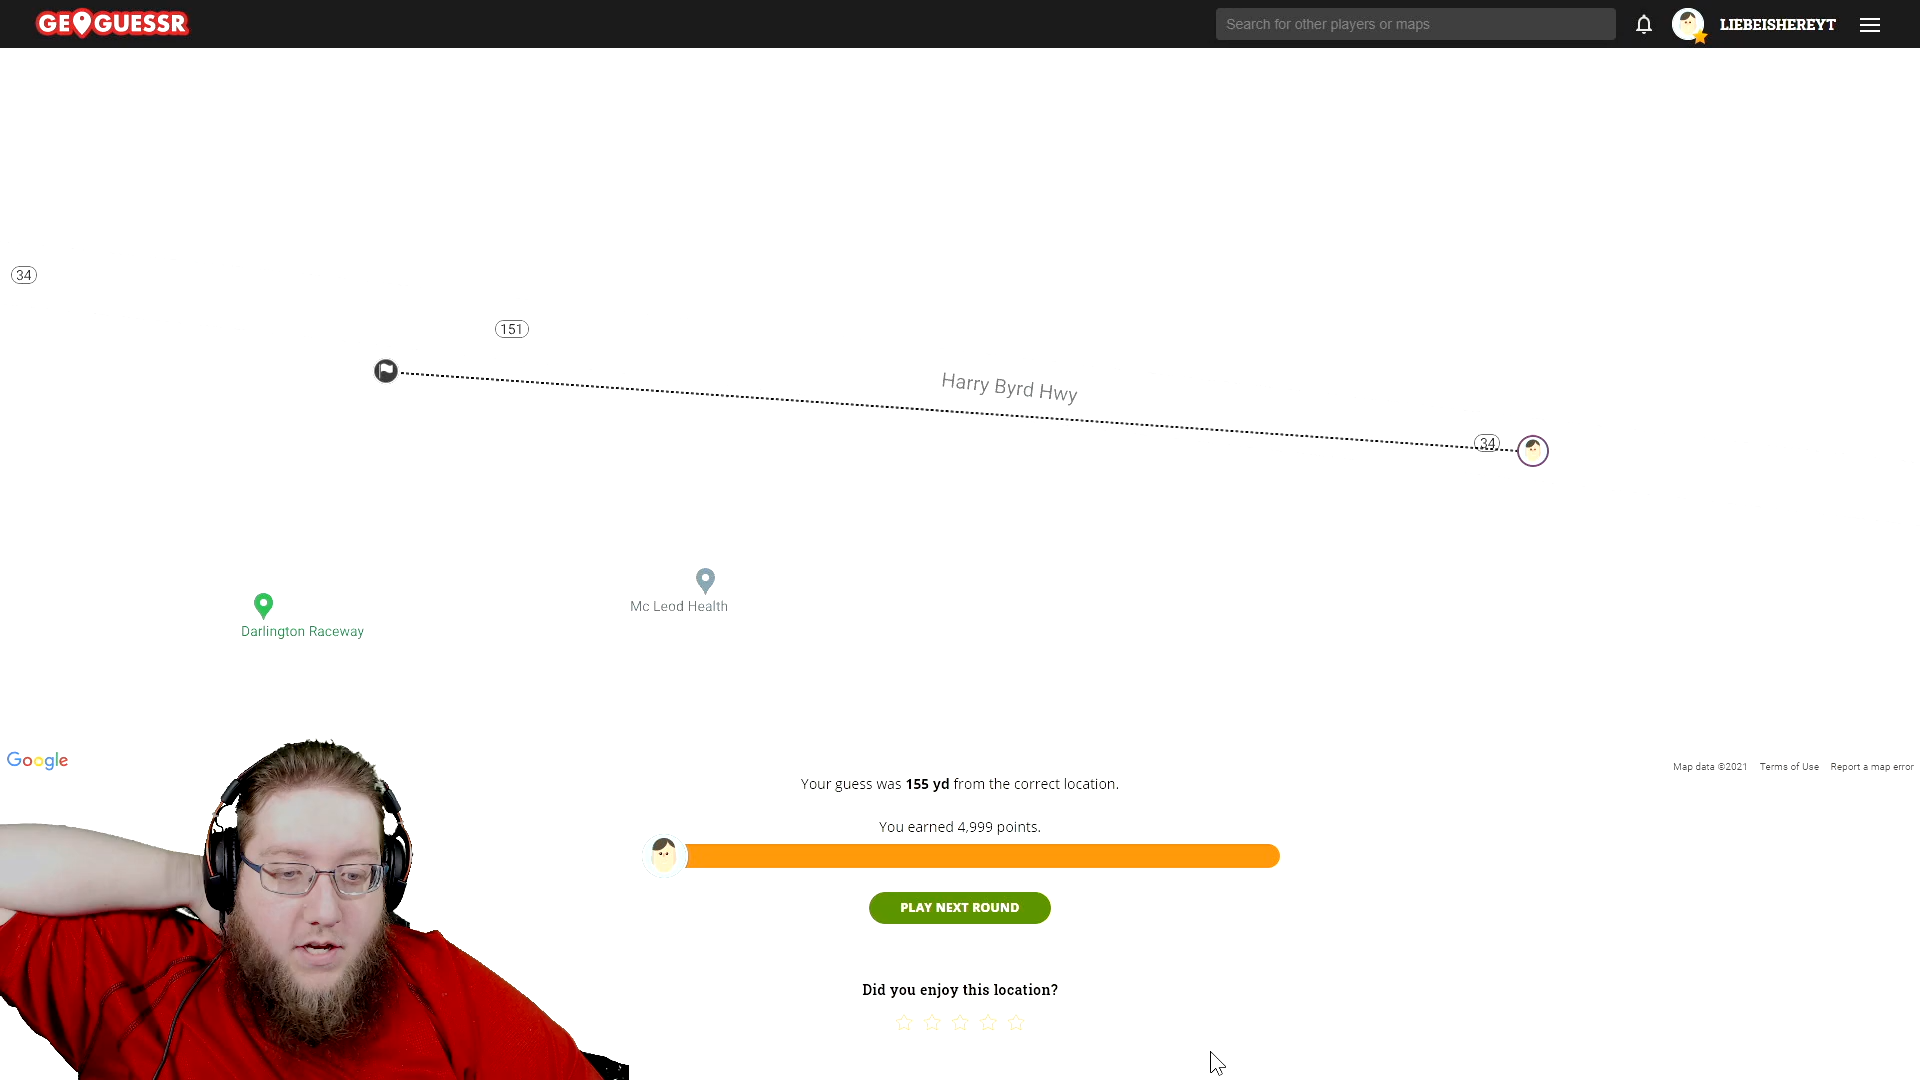 GEOGUESSR
Search for other players or maps
LIEBEISHEREYT
34
151
Harry Byrd Hwy
34
Mc Leod Health
Darlington Raceway
Google
Map data ©2021 Terms of Use Report a map error
Your guess was 155 yd from the correct location.
You earned 4,999 points.
PLAY NEXT ROUND
Did you enjoy this location?